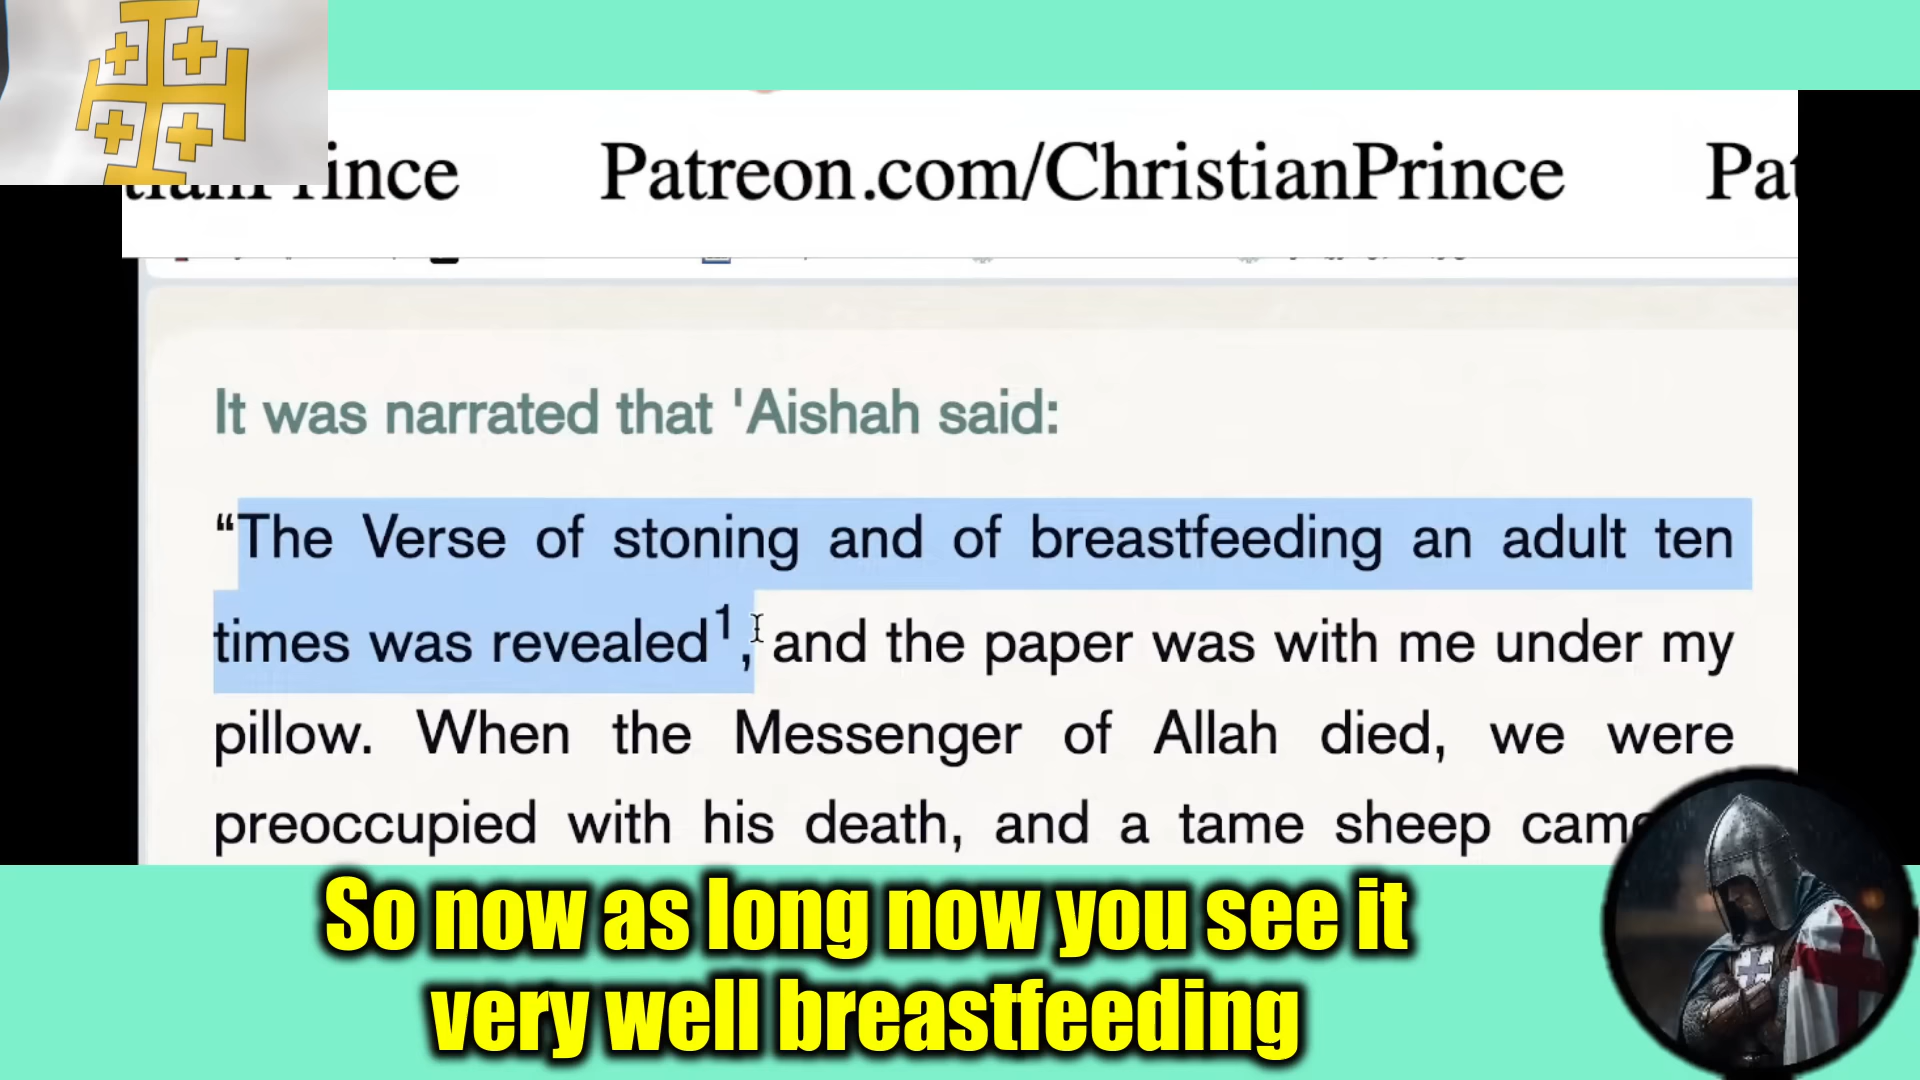 ince Patreon.com/ChristianPrince Pat
It was narrated that 'Aishah said:
“The Verse of stoning and of breastfeeding an adult ten
times was revealed¹, and the paper was with me under my
pillow. When the Messenger of Allah died, we were
preoccupied with his death, and a tame sheep came
So now as long now you see it
very well breastfeeding